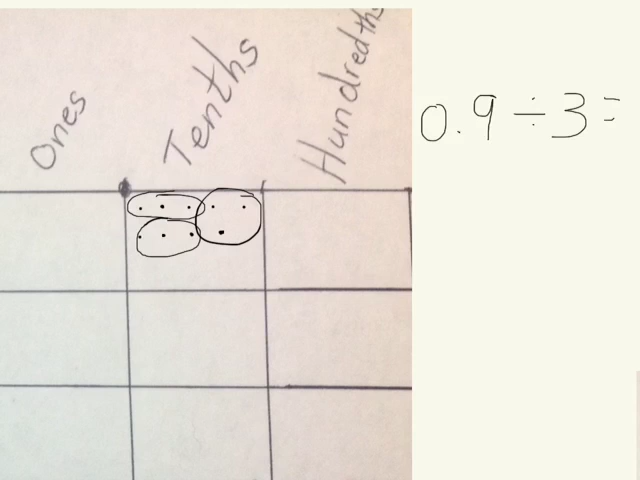 Ones
Tenths
Hundredths
0.9 ÷ 3 =